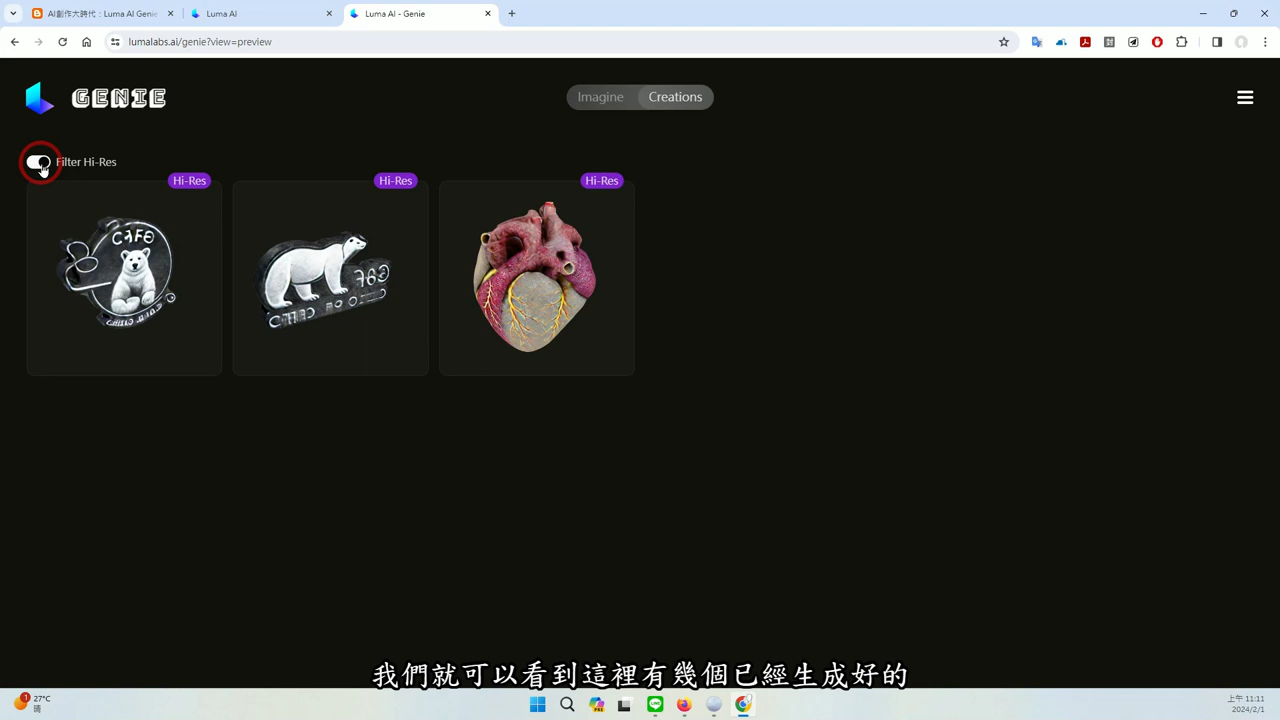 AI創作大時代：Luma AI Genie
Luma AI
Luma AI - Genie
lumalabs.ai/genie?view=preview
GENIE
Imagine
Creations
Filter Hi-Res
Hi-Res
Hi-Res
Hi-Res
我們就可以看到這裡有幾個已經生成好的
1
27°C
晴
上午 11:11
2024/2/1